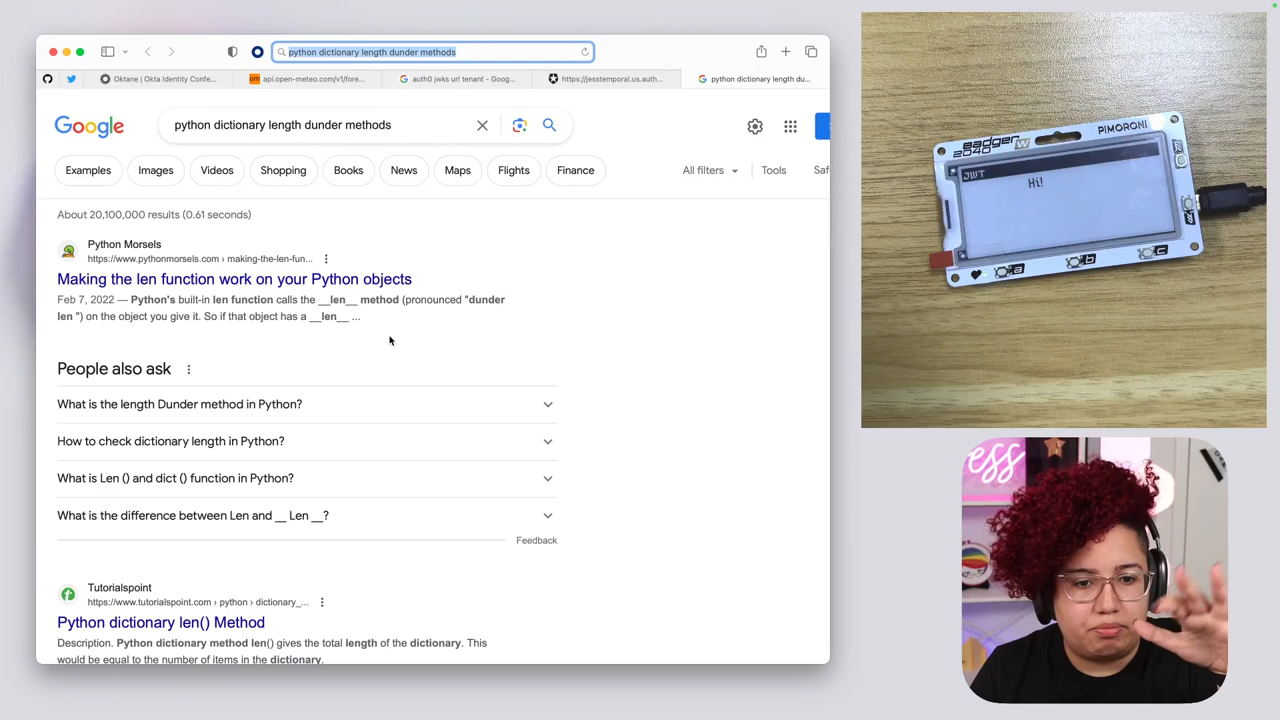 python dictionary length dunder methods
Oktane | Okta Identity Confe...
api.open-meteo.com/v1/fore...
auth0 jwks url tenant - Goog...
https://jesstemporal.us.auth...
python dictionary length du...
Google
python dictionary length dunder methods
Examples
Images
Videos
Shopping
Books
News
Maps
Flights
Finance
All filters
Tools
Saf
About 20,100,000 results (0.61 seconds)
Python Morsels
https://www.pythonmorsels.com › making-the-len-fun...
Making the len function work on your Python objects
Feb 7, 2022 — Python's built-in len function calls the __len__ method (pronounced "dunder
len ") on the object you give it. So if that object has a __len__ ...
People also ask
What is the length Dunder method in Python?
How to check dictionary length in Python?
What is Len () and dict () function in Python?
What is the difference between Len and __ Len __?
Feedback
Tutorialspoint
https://www.tutorialspoint.com › python › dictionary_...
Python dictionary len() Method
Description. Python dictionary method len() gives the total length of the dictionary. This
would be equal to the number of items in the dictionary.
badger W
2040
PIMORONI
JWT
Hi!
a
b
c
ess